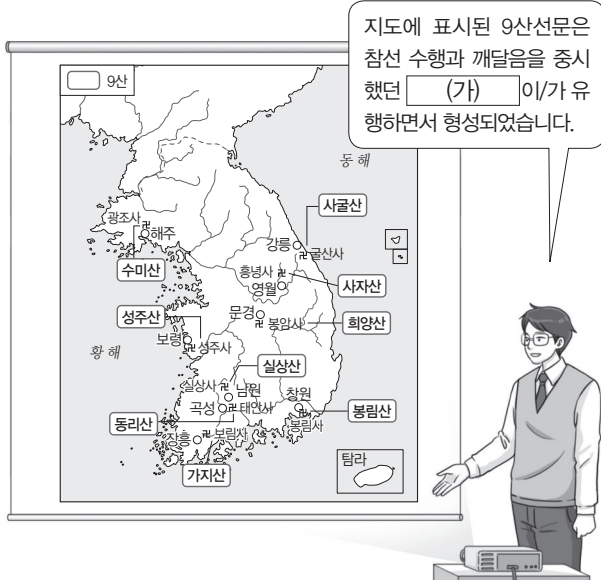 지도에 표시된 9산선문은
참선 수행과 깨달음을 중시
했던 (가) 이/가 유
행하면서 형성되었습니다.
9산
동해
사굴산
광조사
해주
강릉
굴산사
수미산
흥녕사
영월
사자산
성주산
문경
봉암사
희양산
보령
성주사
황해
실상산
실상사
남원
창원
곡성
태안사
봉림산
동리산
봉림사
장흥
보림사
가지산
탐라